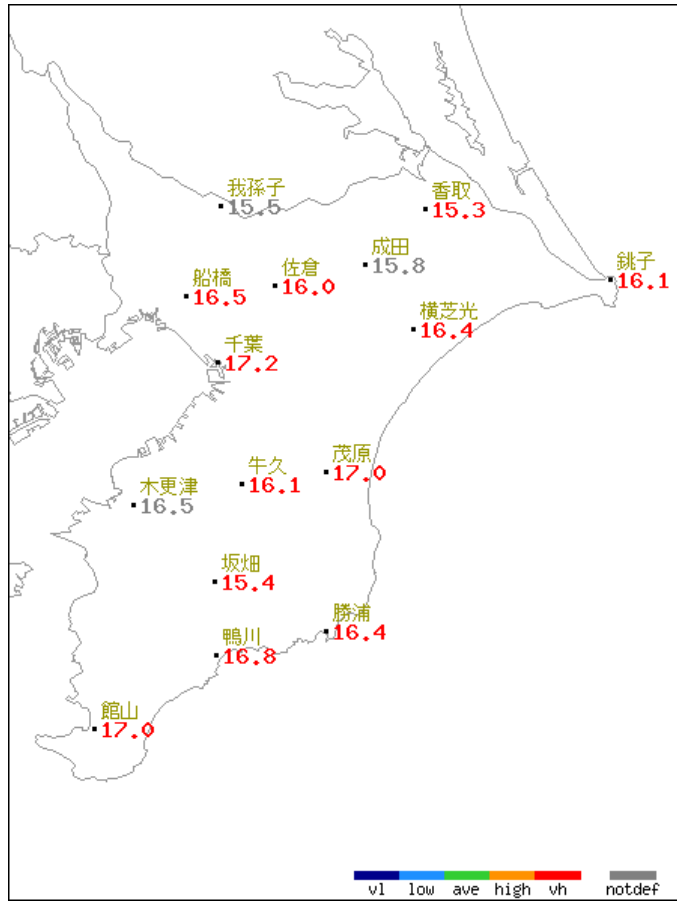 我孫子
15.5
香取
15.3
成田
15.8
銚子
16.1
船橋
16.5
佐倉
16.0
横芝光
16.4
千葉
17.2
茂原
17.0
牛久
16.1
木更津
16.5
坂畑
15.4
勝浦
16.4
鴨川
16.8
館山
17.0
vl low ave high vh notdef